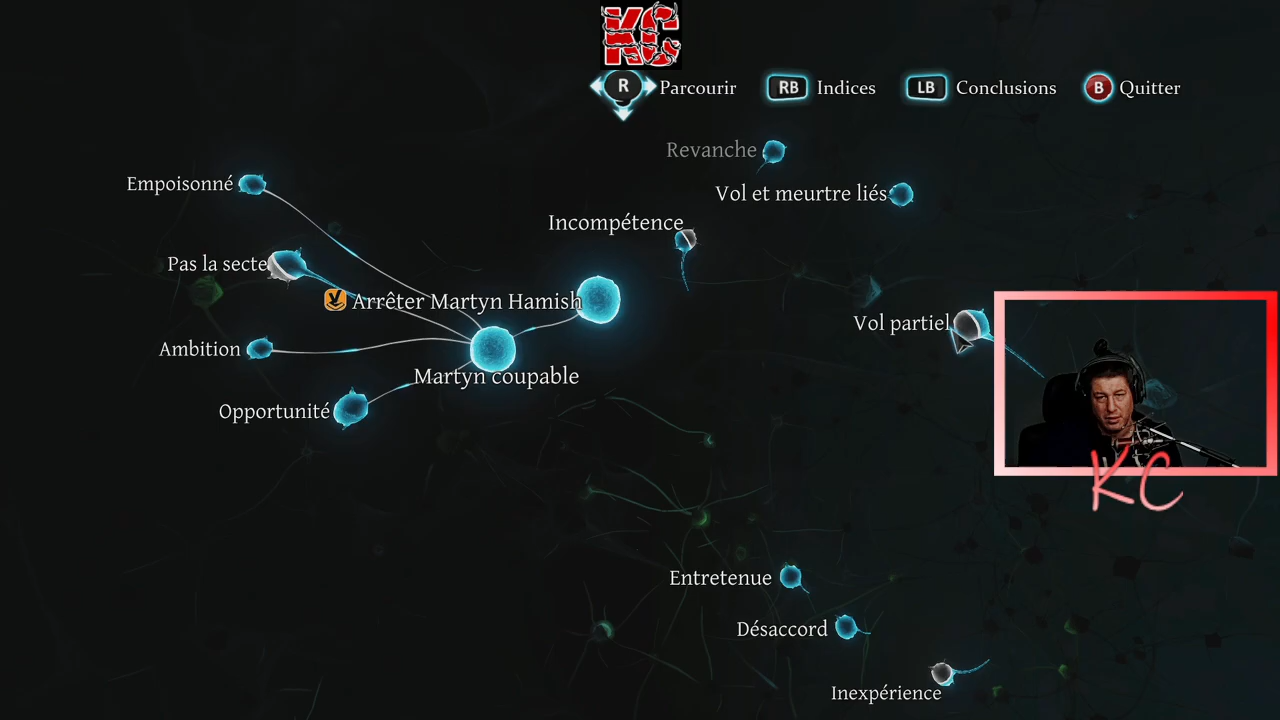 KC
R Parcourir RB Indices LB Conclusions B Quitter
Revanche
Empoisonné
Vol et meurtre liés
Incompétence
Pas la secte
Arrêter Martyn Hamish
Vol partiel
Ambition
Martyn coupable
Opportunité
KC
Entretenue
Désaccord
Inexpérience